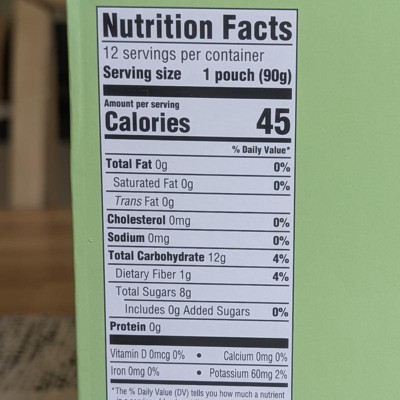 Nutrition Facts
12 servings per container
Serving size 1 pouch (90g)
Amount per serving
Calories 45
% Daily Value*
Total Fat 0g 0%
Saturated Fat 0g 0%
Trans Fat 0g
Cholesterol 0mg 0%
Sodium 0mg 0%
Total Carbohydrate 12g 4%
Dietary Fiber 1g 4%
Total Sugars 8g
Includes 0g Added Sugars 0%
Protein 0g
Vitamin D 0mcg 0% • Calcium 0mg 0%
Iron 0mg 0% • Potassium 60mg 2%
*The % Daily Value (DV) tells you how much a nutrient